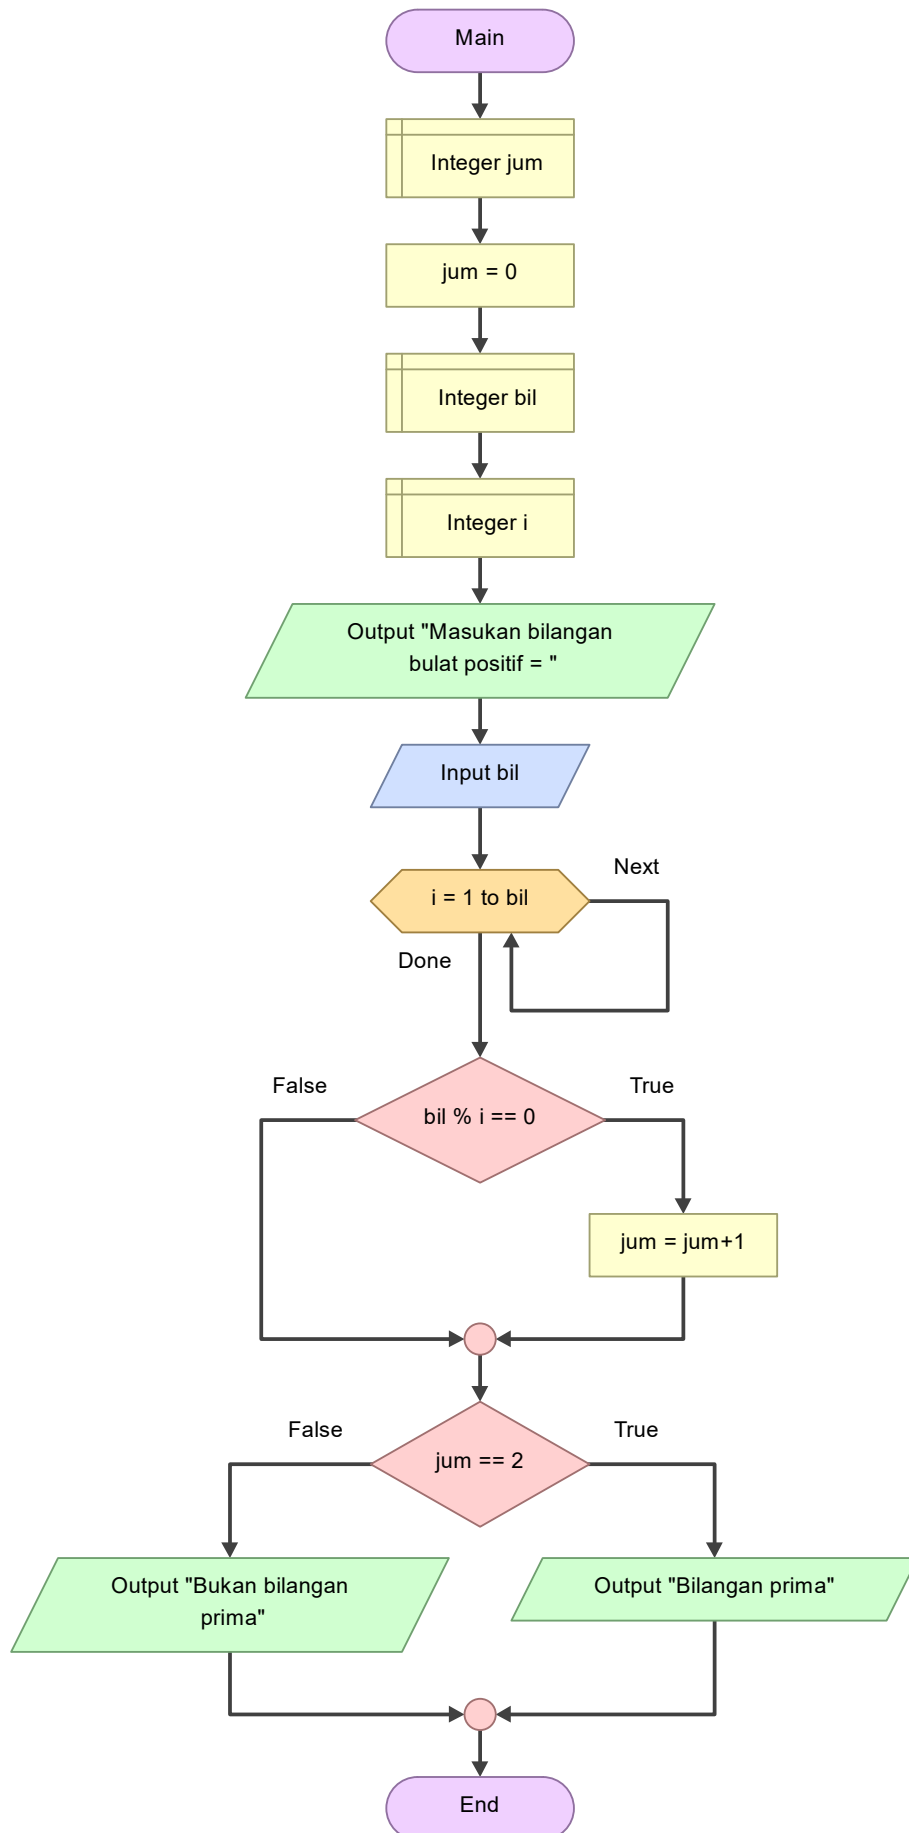 Main
Integer jum
jum = 0
Integer bil
Integer i
Output "Masukan bilangan
bulat positif = "
Input bil
i = 1 to bil
Next
Done
False
True
bil % i == 0
jum = jum+1
False
True
jum == 2
Output "Bukan bilangan
prima"
Output "Bilangan prima"
End